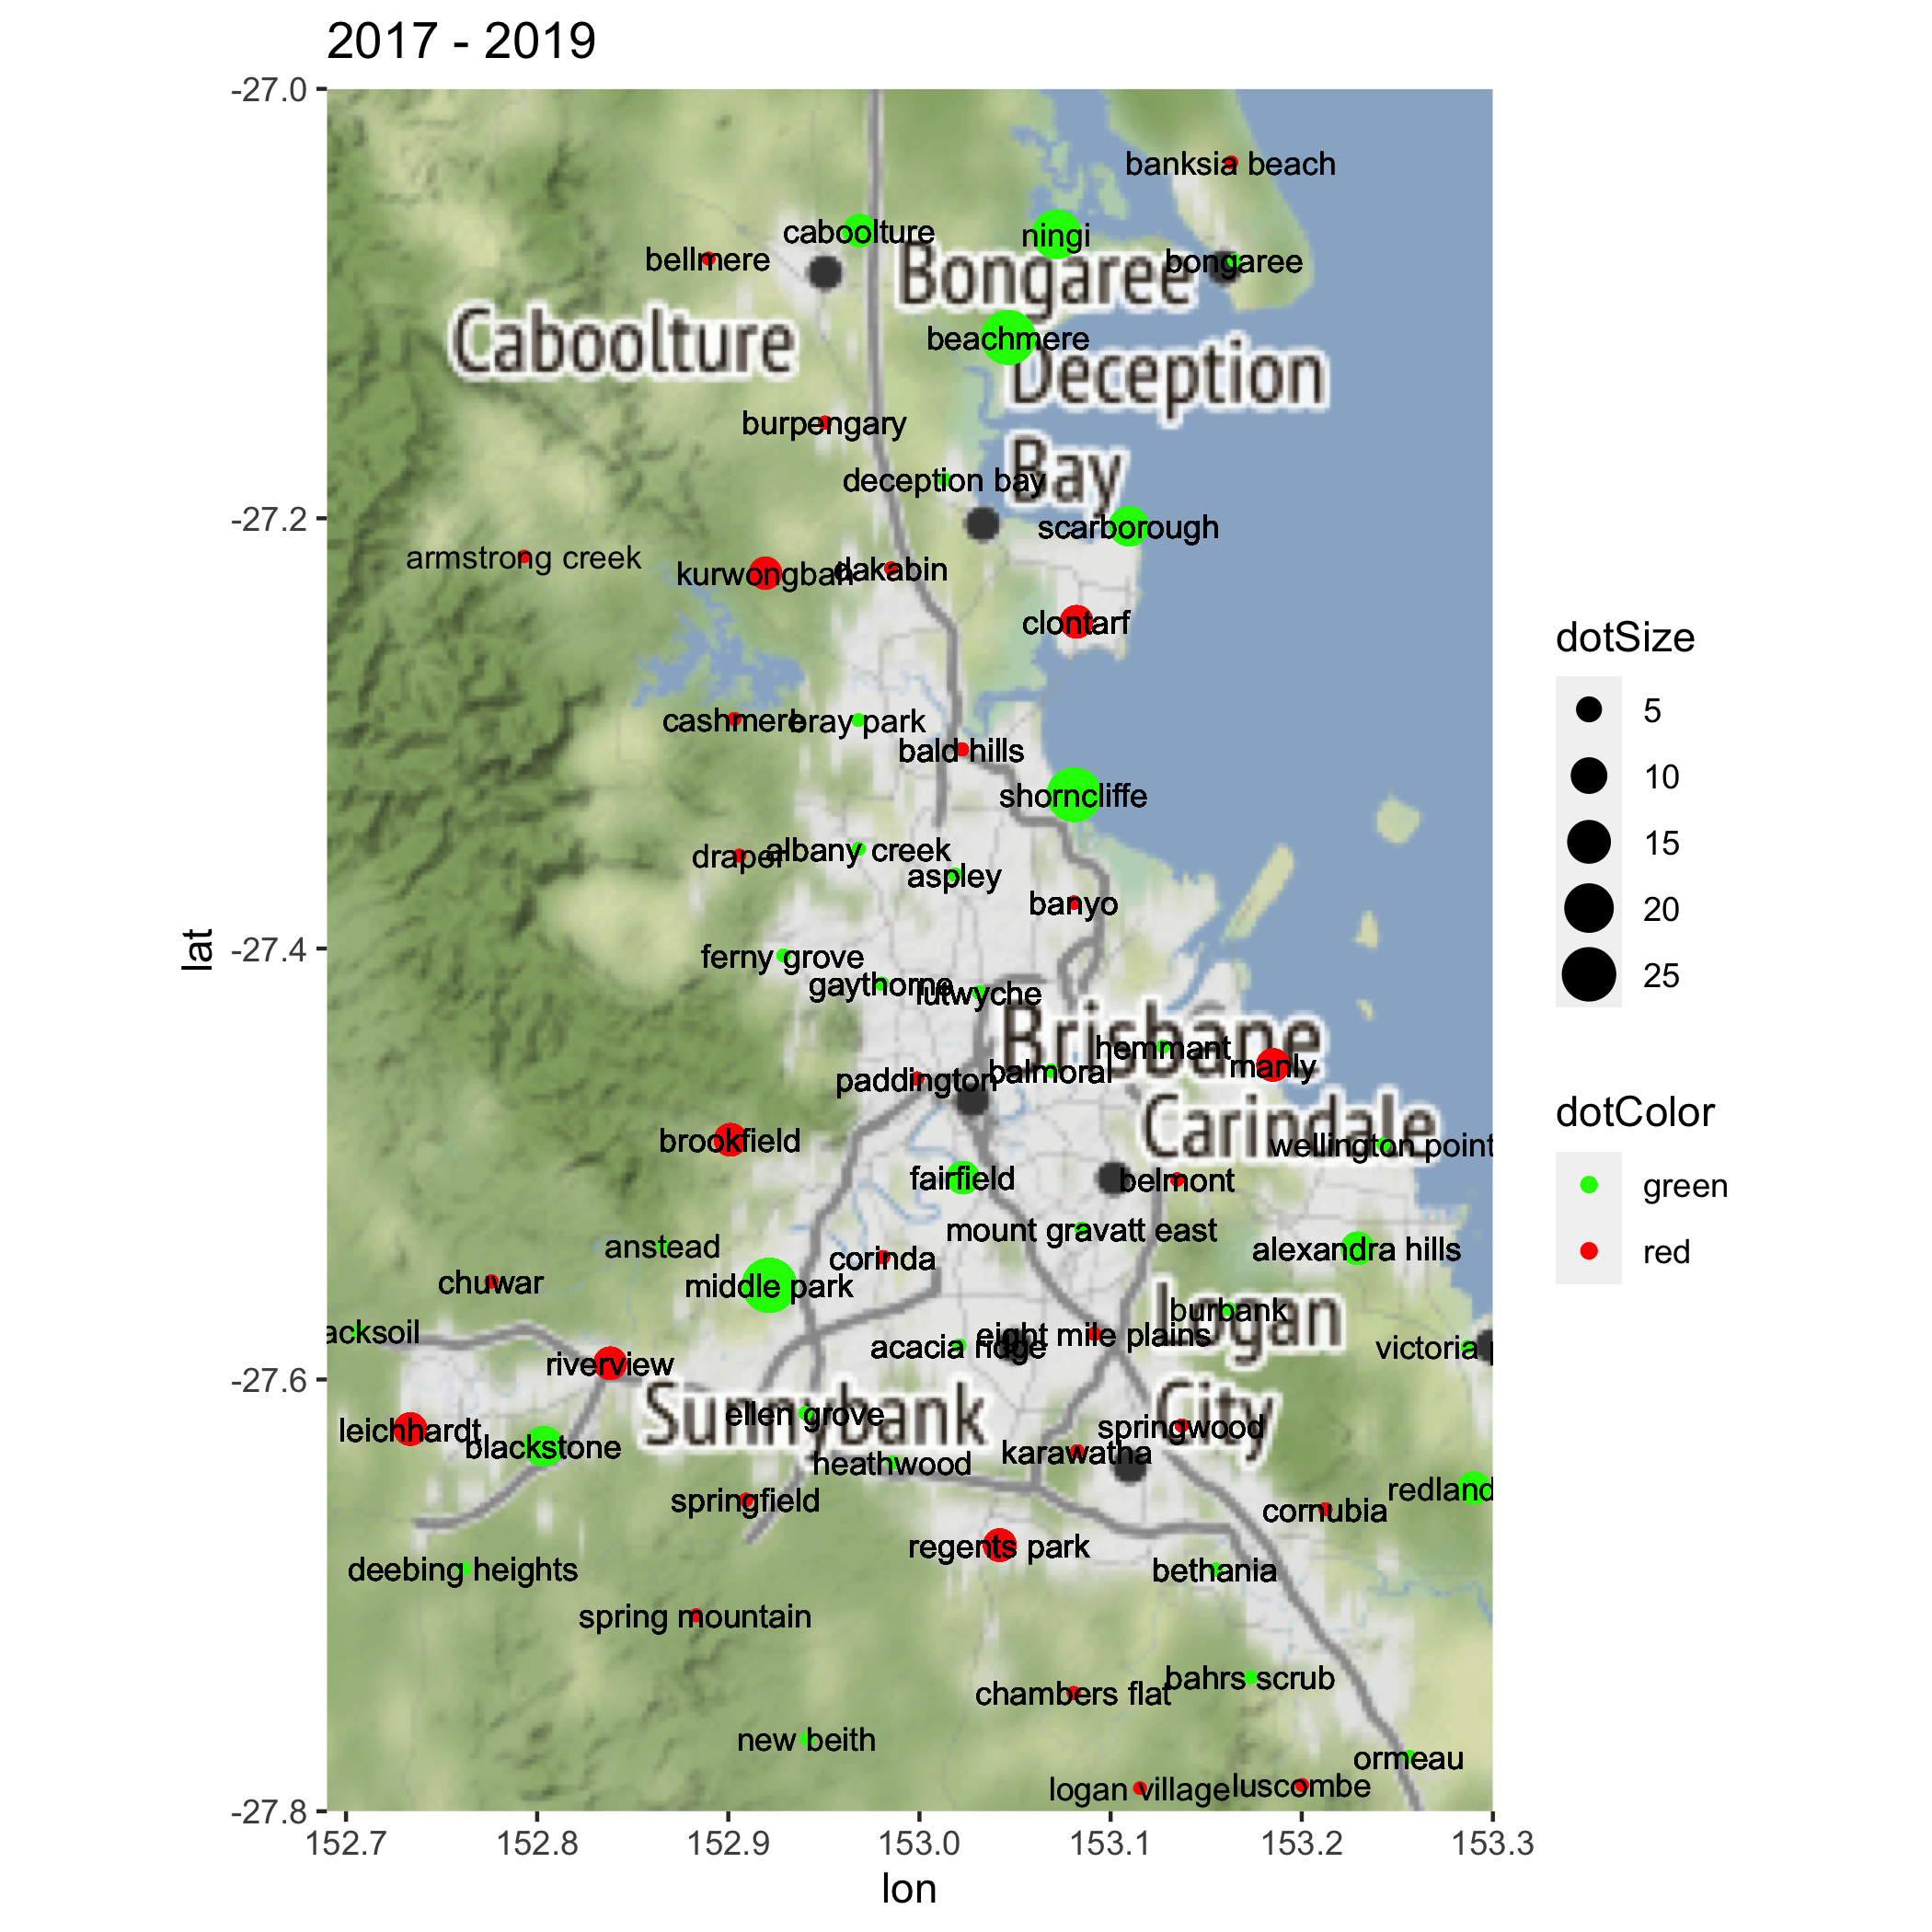 2017 - 2019
-27.0
banksia beach
caboolture
ningi
bellmere
bongaree
Bongaree
Caboolture
beachmere
Deception
Bay
burpengary
deception bay
-27.2
scarborough
armstrong creek
kurwongbah
dakabin
clontarf
cashmere
bray park
bald hills
shorncliffe
draper
albany creek
aspley
banyo
lat
-27.4
ferny grove
gaythorne
lutwyche
Brisbane
hemmant
manly
paddington
balmoral
Carindale
brookfield
wellington point
fairfield
belmont
mount gravatt east
anstead
corinda
alexandra hills
chuwar
middle park
Logan
City
burbank
acksoil
eight mile plains
acacia ridge
victoria p
riverview
-27.6
Sunnybank
ellen grove
leichhardt
blackstone
springwood
karawatha
heathwood
redland
springfield
cornubia
regents park
deebing heights
bethania
spring mountain
bahrs scrub
chambers flat
new beith
ormeau
logan village
luscombe
-27.8
152.7
152.8
152.9
153.0
153.1
153.2
153.3
lon
dotSize
5
10
15
20
25
dotColor
green
red